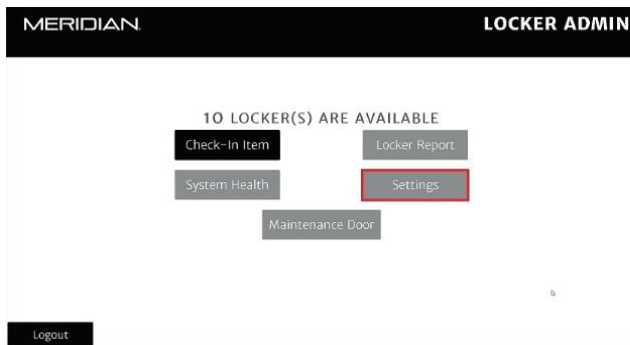 MERIDIAN. LOCKER ADMIN
10 LOCKER(S) ARE AVAILABLE
Check-In Item Locker Report
System Health Settings
Maintenance Door
Logout